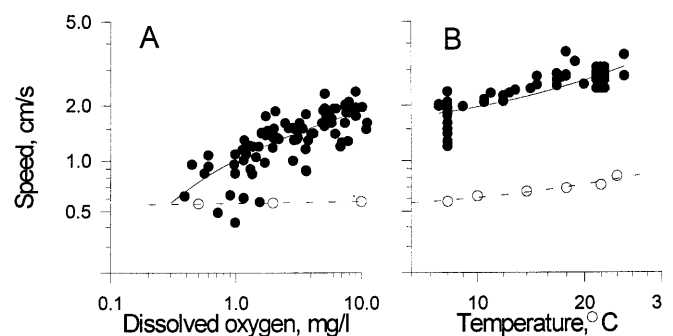 A
B
5.0
2.0
1.0
0.5
Speed, cm/s
0.1
1.0
10.0
10
20
3
Dissolved oxygen, mg/l
Temperature,°C